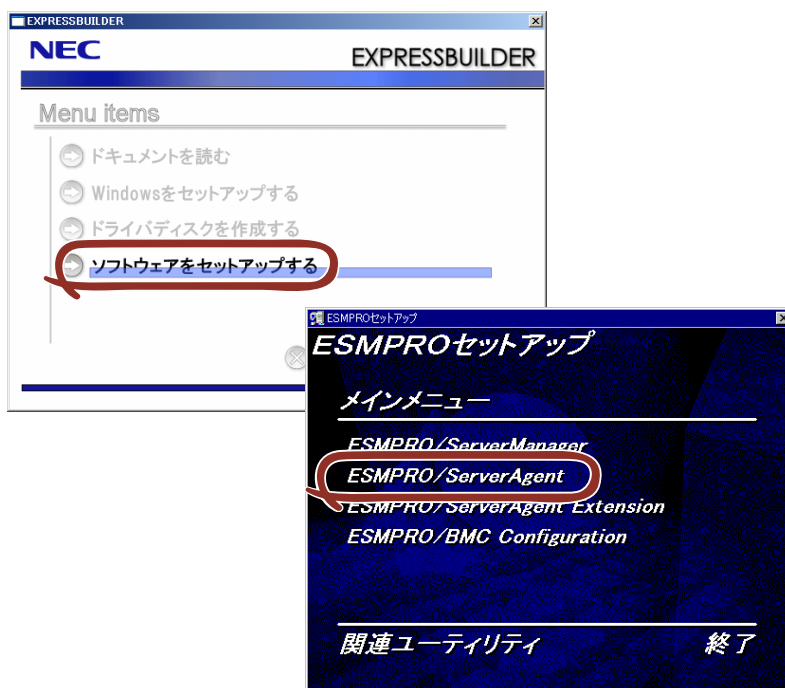 EXPRESSBUILDER
NEC
EXPRESSBUILDER
Menu items
ドキュメントを読む
Windowsをセットアップする
ドライバディスクを作成する
ソフトウェアをセットアップする
ESMPROセットアップ
ESMPROセットアップ
メインメニュー
ESMPRO/ServerManager
ESMPRO/ServerAgent
ESMPRO/ServerAgent Extension
ESMPRO/BMC Configuration
関連ユーティリティ
終了